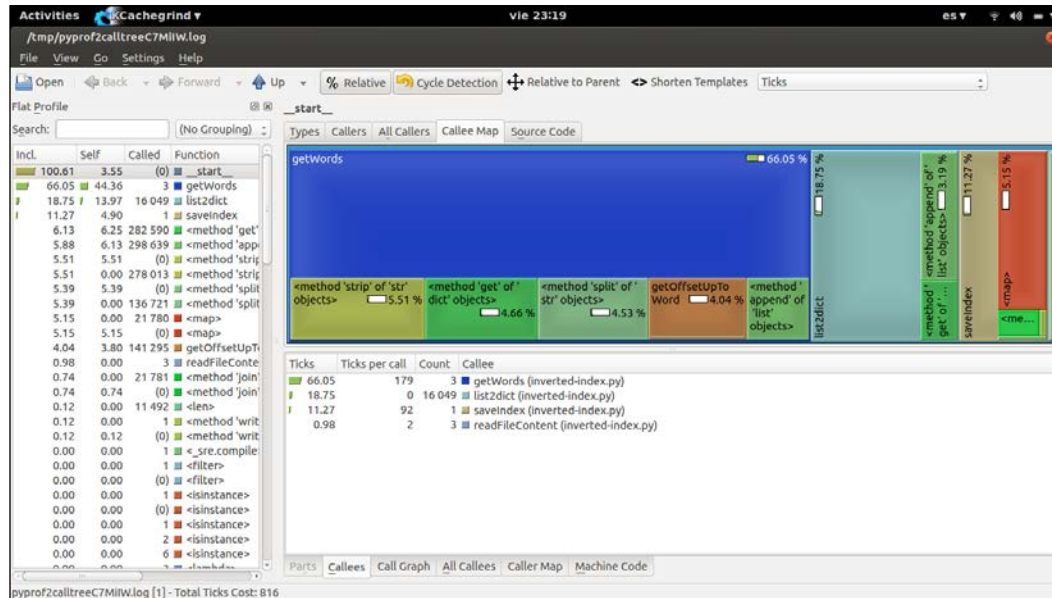 Activities KCachegrind ▾ vie 23:19 es ▾
/tmp/pyprof2calltreeC7MiIW.log
File View Go Settings Help
Open Back Forward Up % Relative Cycle Detection Relative to Parent <> Shorten Templates Ticks
Flat Profile
Search: (No Grouping)
Incl. Self Called Function
100.61 3.55 (0) __start__
66.05 44.36 3 getWords
18.75 13.97 16 049 list2dict
11.27 4.90 1 saveIndex
6.13 6.25 282 590 <method 'get'
5.88 6.13 298 639 <method 'appe
5.51 5.51 (0) <method 'strip
5.51 0.00 278 013 <method 'strip
5.39 5.39 (0) <method 'split
5.39 0.00 136 721 <method 'split
5.15 0.00 21 780 <map>
5.15 5.15 (0) <map>
4.04 3.80 141 295 getOffsetUpT
0.98 0.00 3 readFileConte
0.74 0.00 21 781 <method 'join'
0.74 0.74 (0) <method 'join'
0.12 0.00 11 492 <len>
0.12 0.00 1 <method 'writ
0.12 0.12 (0) <method 'writ
0.00 0.00 1 <_sre.compile
0.00 0.00 1 <filter>
0.00 0.00 (0) <filter>
0.00 0.00 1 <isinstance>
0.00 0.00 (0) <isinstance>
0.00 0.00 1 <isinstance>
0.00 0.00 2 <isinstance>
0.00 0.00 6 <isinstance>
__start__
Types Callers All Callers Callee Map Source Code
getWords 66.05 %
<method 'strip' of 'str'
objects> 5.51 %
<method 'get' of '
dict' objects>
4.66 %
<method 'split' of '
str' objects>
4.53 %
getOffsetUpTo
Word 4.04 %
<method '
append' of
'list'
objects>
list2dict 18.75 %
<method 'append' of '
list' objects> 3.19 %
<method '
get' of '...
saveIndex 11.27 %
<map> 5.15 %
<me...
Ticks Ticks per call Count Callee
66.05 179 3 getWords (inverted-index.py)
18.75 0 16 049 list2dict (inverted-index.py)
11.27 92 1 saveIndex (inverted-index.py)
0.98 2 3 readFileContent (inverted-index.py)
Parts Callees Call Graph All Callees Caller Map Machine Code
pyprof2calltreeC7MiIW.log [1] - Total Ticks Cost: 816